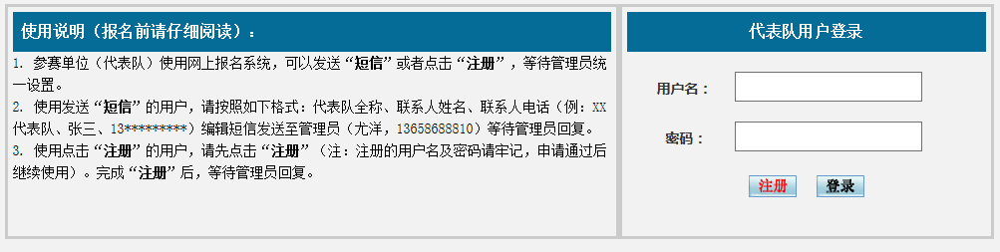 使用说明（报名前请仔细阅读）：
1. 参赛单位（代表队）使用网上报名系统，可以发送“短信”或者点击“注册”，等待管理员统
一设置。
2. 使用发送“短信”的用户，请按照如下格式：代表队全称、联系人姓名、联系人电话（例：XX
代表队、张三、13*********）编辑短信发送至管理员（尤洋，13658688810）等待管理员回复。
3. 使用点击“注册”的用户，请先点击“注册”（注：注册的用户名及密码请牢记，申请通过后
继续使用）。完成“注册”后，等待管理员回复。
代表队用户登录
用户名：
密码：
注册 登录